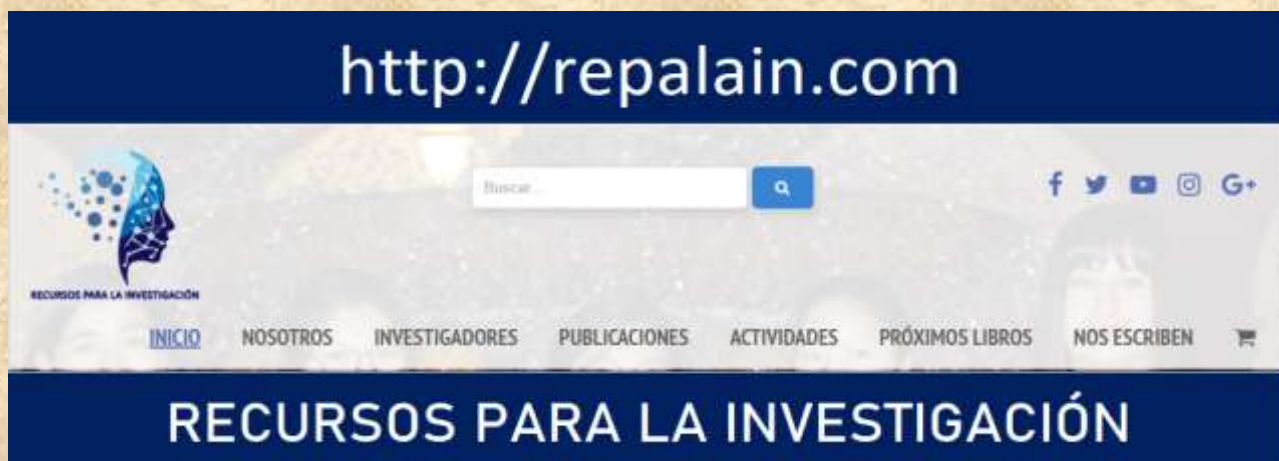 http://repalain.com
Buscar...
f G+
RECURSOS PARA LA INVESTIGACIÓN
INICIO NOSOTROS INVESTIGADORES PUBLICACIONES ACTIVIDADES PRÓXIMOS LIBROS NOS ESCRIBEN
RECURSOS PARA LA INVESTIGACIÓN